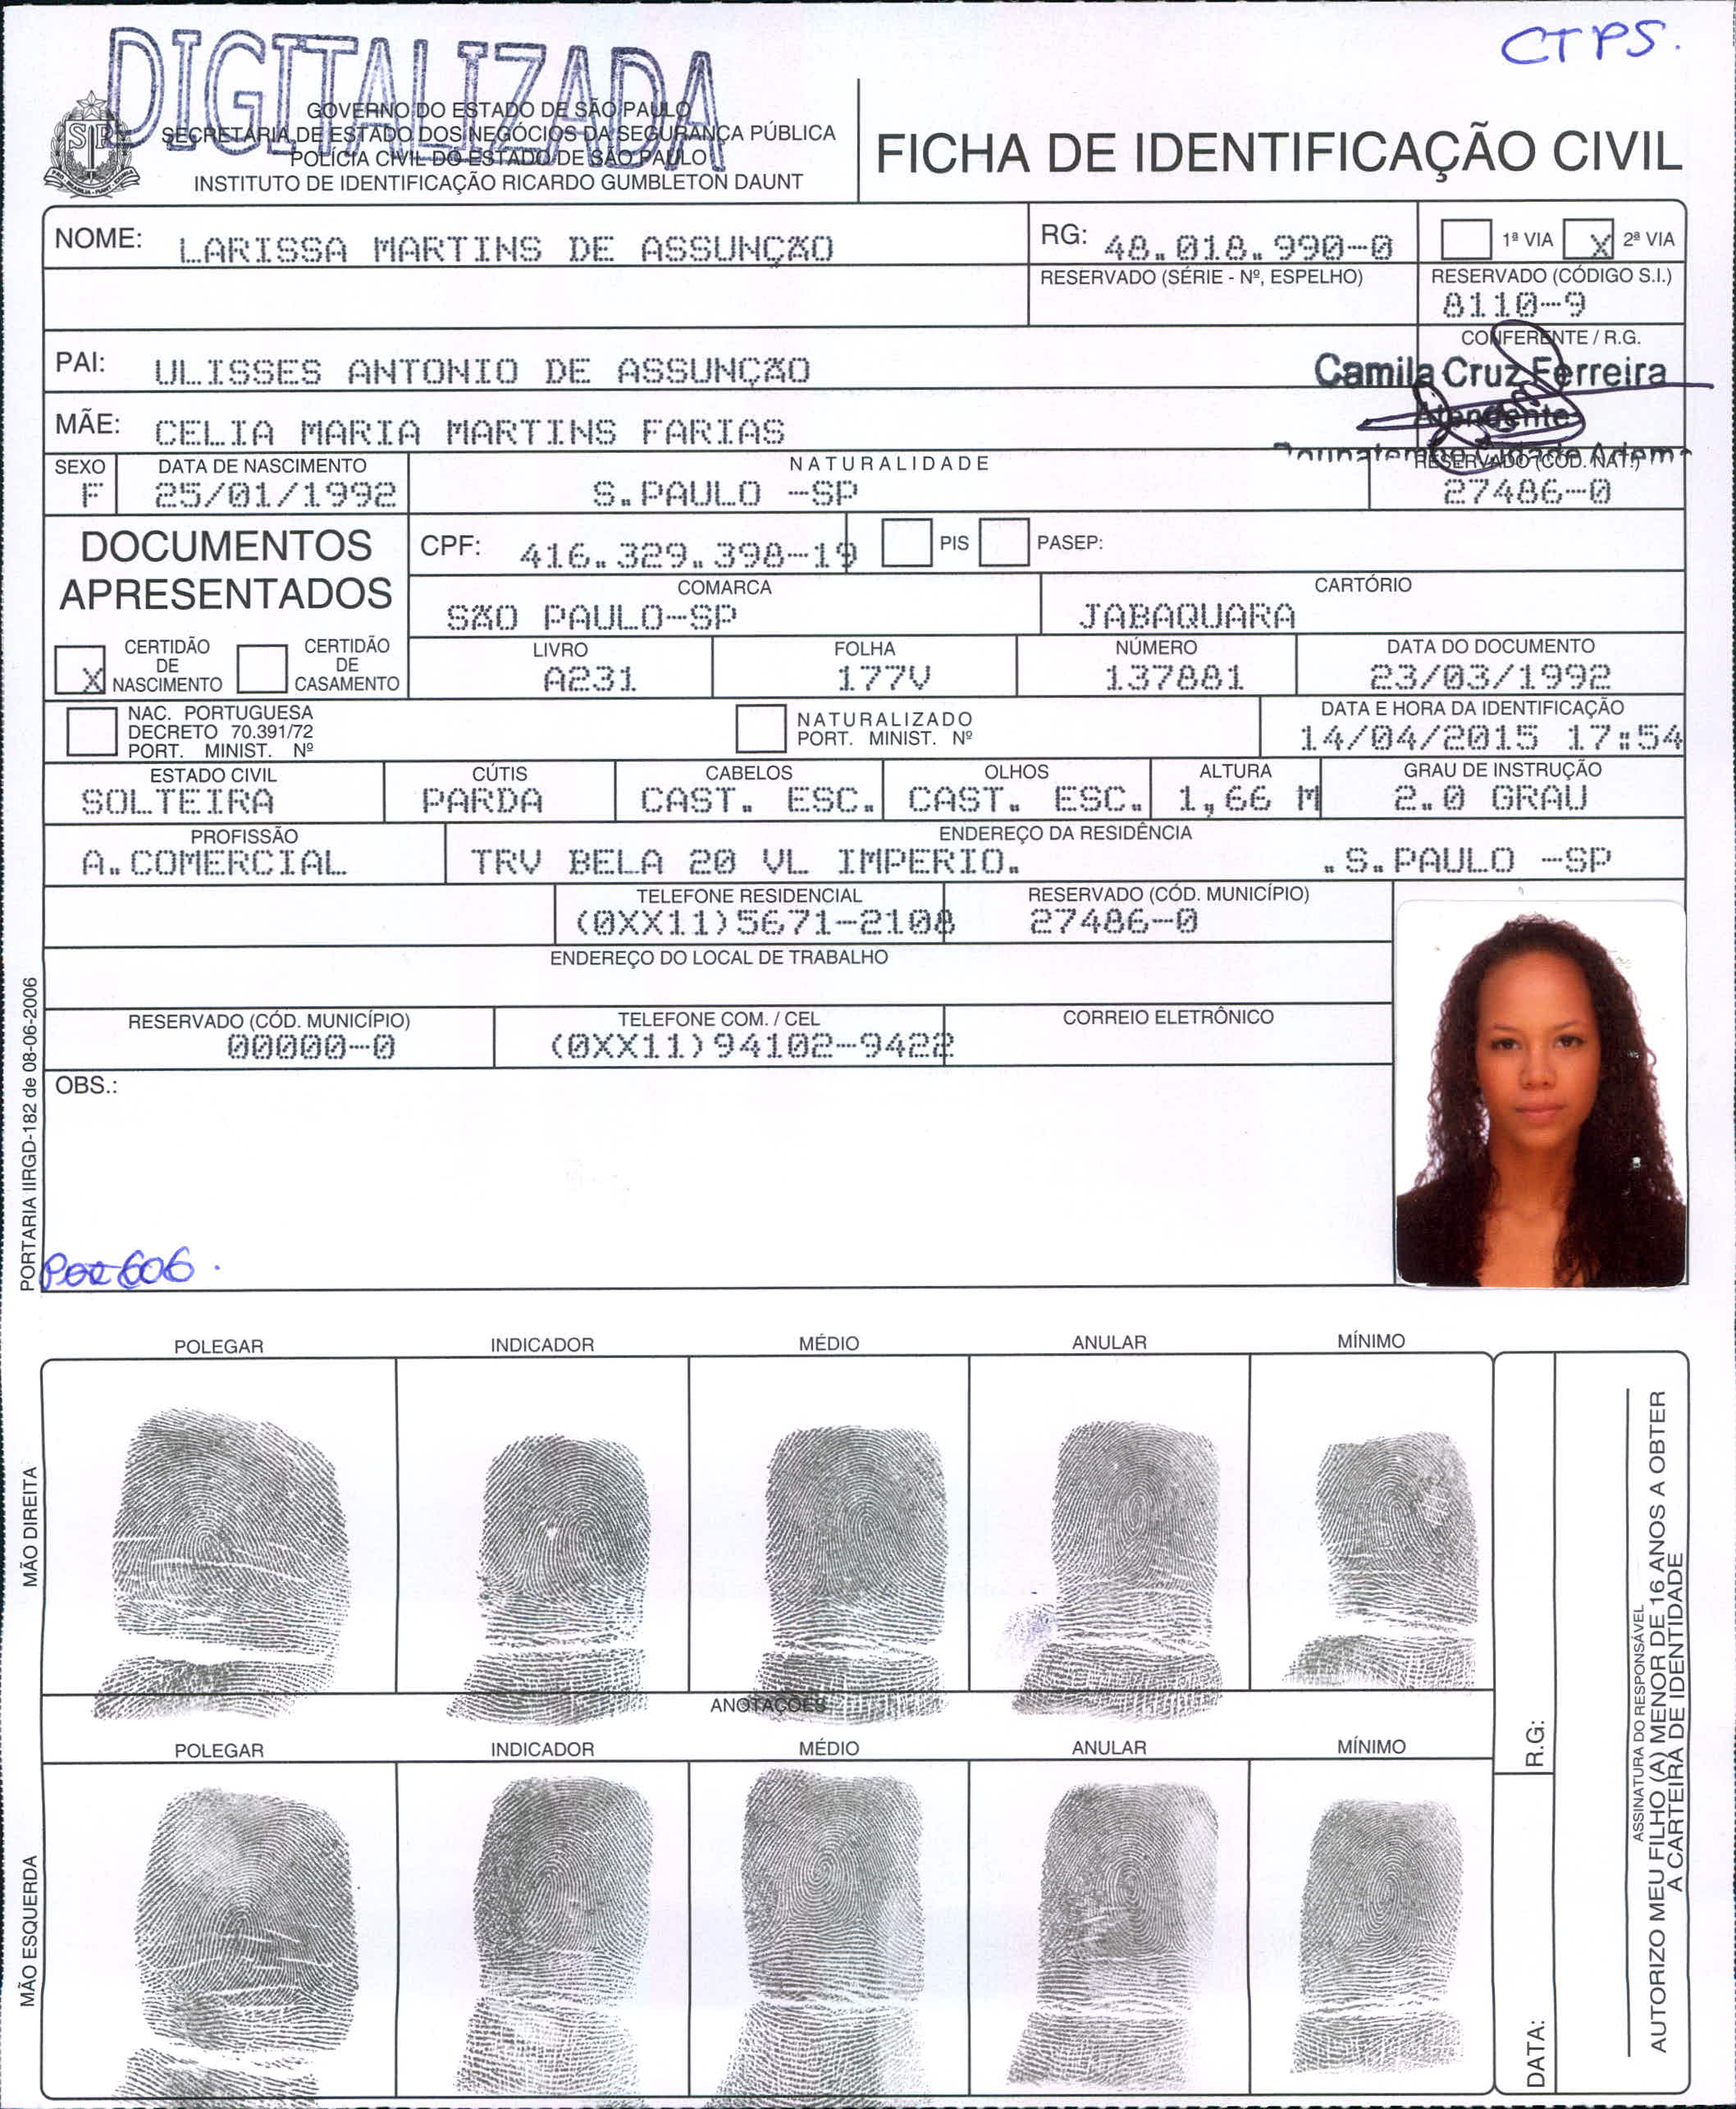 CTPS.
DIGITALIZADA
GOVERNO DO ESTADO DE SÃO PAULO
SECRETARIA DE ESTADO DOS NEGÓCIOS DA SEGURANÇA PÚBLICA
POLÍCIA CIVIL DO ESTADO DE SÃO PAULO
INSTITUTO DE IDENTIFICAÇÃO RICARDO GUMBLETON DAUNT
FICHA DE IDENTIFICAÇÃO CIVIL
NOME: LARISSA MARTINS DE ASSUNÇÃO
RG: 48.018.990-0
1ª VIA X 2ª VIA
RESERVADO (SÉRIE - Nº, ESPELHO)
RESERVADO (CÓDIGO S.I.)
8110-9
CONFERENTE / R.G.
PAI: ULISSES ANTONIO DE ASSUNÇÃO
Camila Cruz Ferreira
Atendente
MÃE: CELIA MARIA MARTINS FARIAS
SEXO
F
DATA DE NASCIMENTO
25/01/1992
NATURALIDADE
S.PAULO -SP
RESERVADO (CÓD. NAT.)
27486-0
DOCUMENTOS
APRESENTADOS
CPF: 416.329.398-19
PIS
PASEP:
COMARCA
SÃO PAULO-SP
CARTÓRIO
JABAQUARA
X CERTIDÃO
DE
NASCIMENTO
CERTIDÃO
DE
CASAMENTO
LIVRO
A231
FOLHA
177V
NÚMERO
137881
DATA DO DOCUMENTO
23/03/1992
NAC. PORTUGUESA
DECRETO 70.391/72
PORT. MINIST. Nº
NATURALIZADO
PORT. MINIST. Nº
DATA E HORA DA IDENTIFICAÇÃO
14/04/2015 17:54
ESTADO CIVIL
SOLTEIRA
CÚTIS
PARDA
CABELOS
CAST. ESC.
OLHOS
CAST. ESC.
ALTURA
1,66 M
GRAU DE INSTRUÇÃO
2.0 GRAU
PROFISSÃO
A.COMERCIAL
ENDEREÇO DA RESIDÊNCIA
TRV BELA 20 VL IMPERIO. .S.PAULO -SP
TELEFONE RESIDENCIAL
(0XX11)5671-2108
RESERVADO (CÓD. MUNICÍPIO)
27486-0
ENDEREÇO DO LOCAL DE TRABALHO
RESERVADO (CÓD. MUNICÍPIO)
00000-0
TELEFONE COM. / CEL
(0XX11)94102-9422
CORREIO ELETRÔNICO
OBS.:
PORTARIA IIRGD-182 de 08-06-2006
606.
POLEGAR INDICADOR MÉDIO ANULAR MÍNIMO
MÃO DIREITA
ANOTAÇÕES
POLEGAR INDICADOR MÉDIO ANULAR MÍNIMO
MÃO ESQUERDA
R.G:
DATA:
ASSINATURA DO RESPONSÁVEL
AUTORIZO MEU FILHO (A) MENOR DE 16 ANOS A OBTER
A CARTEIRA DE IDENTIDADE